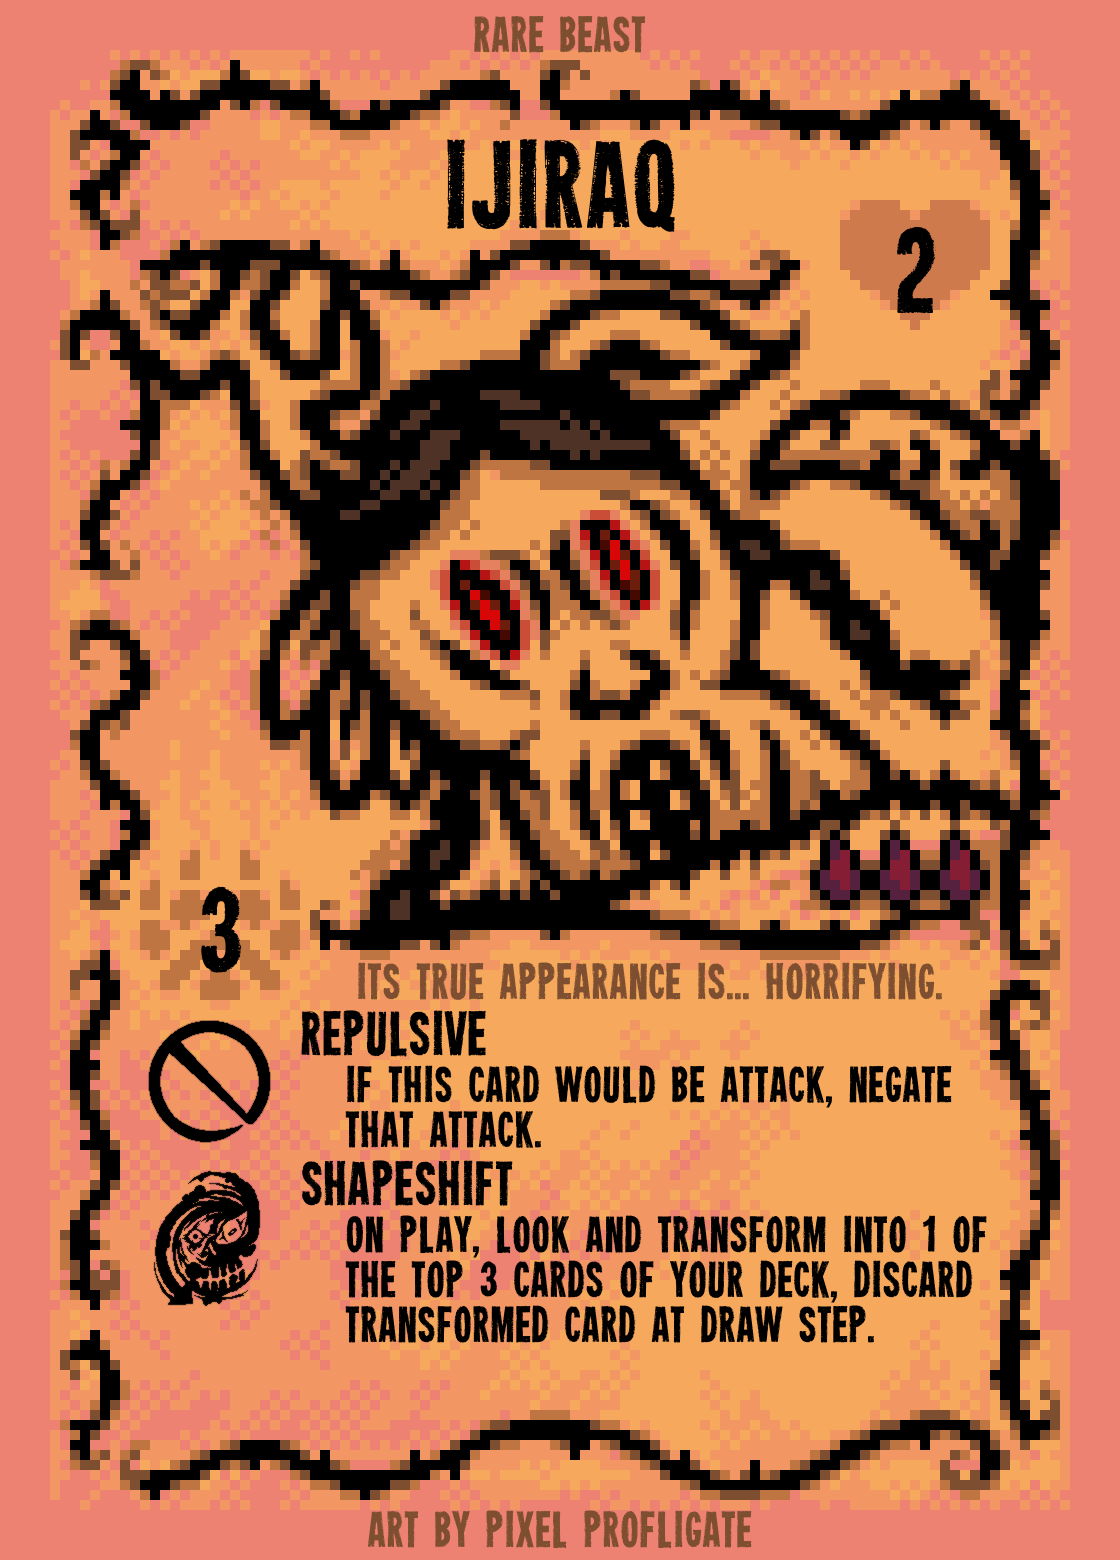 RARE BEAST
IJIRAQ
2
3
ITS TRUE APPEARANCE IS... HORRIFYING.
REPULSIVE
IF THIS CARD WOULD BE ATTACK, NEGATE
THAT ATTACK.
SHAPESHIFT
ON PLAY, LOOK AND TRANSFORM INTO 1 OF
THE TOP 3 CARDS OF YOUR DECK, DISCARD
TRANSFORMED CARD AT DRAW STEP.
ART BY PIXEL PROFLIGATE